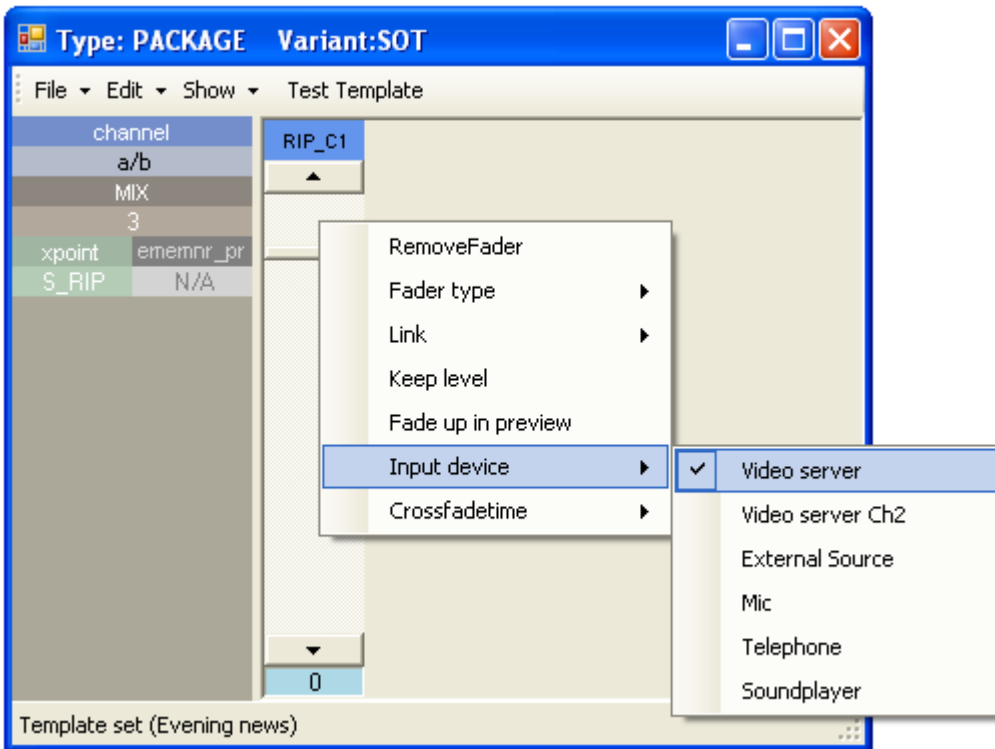 Type: PACKAGE Variant:SOT
File Edit Show Test Template
channel
a/b
MIX
3
xpoint ememnr_pr
S_RIP N/A
RIP_C1
RemoveFader
Fader type
Link
Keep level
Fade up in preview
Input device
Crossfadetime
Video server
Video server Ch2
External Source
Mic
Telephone
Soundplayer
0
Template set (Evening news)